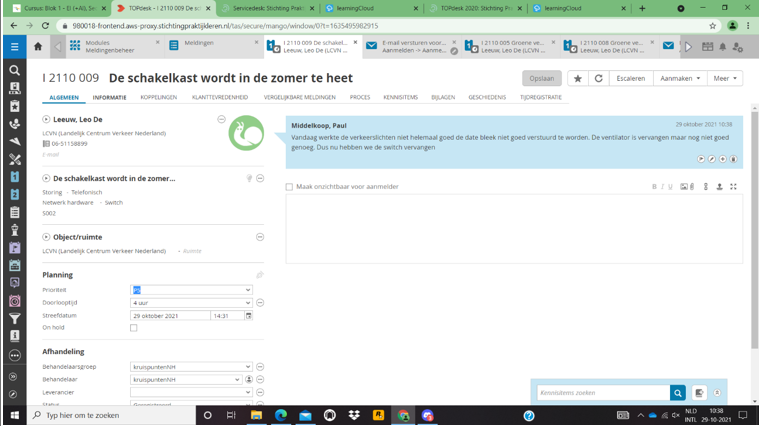 Cursus: Blok 1 - EI (+AI), Se
TOPdesk - I 2110 009 De sc
Servicedesk: Stichting Prakt
learningCloud
TOPdesk 2020: Stichting Pra
learningCloud
980018-frontend.aws-proxy.stichtingpraktijkleren.nl/tas/secure/mango/window/0?t=1635495982915
Modules
Meldingenbeheer
Meldingen
I 2110 009 De schakel...
Leeuw, Leo De (LCVN ...
E-mail versturen voor...
Aanmelden -> Aanme...
I 2110 005 Groene ve...
Leeuw, Leo De (LCVN ...
I 2110 008 Groene ve...
Leeuw, Leo De (LCVN ...
I 2110 009 De schakelkast wordt in de zomer te heet
Opslaan
Escaleren
Aanmaken
Meer
ALGEMEEN INFORMATIE KOPPELINGEN KLANTTEVREDENHEID VERGELIJKBARE MELDINGEN PROCES KENNISITEMS BIJLAGEN GESCHIEDENIS TIJDREGISTRATIE
Leeuw, Leo De
LCVN (Landelijk Centrum Verkeer Nederland)
06-51158899
E-mail
De schakelkast wordt in de zomer...
Storing - Telefonisch
Netwerk hardware - Switch
S002
Object/ruimte
LCVN (Landelijk Centrum Verkeer Nederland) - Ruimte
Planning
Prioriteit
Doorlooptijd 4 uur
Streefdatum 29 oktober 2021 14:31
On hold
Afhandeling
Behandelaarsgroep kruispuntenNH
Behandelaar kruispuntenNH
Leverancier
Status Geregistreerd
Middelkoop, Paul 29 oktober 2021 16:38
Vandaag werkte de verkeerslichten niet helemaal goed de date bleek niet goed verstuurd te worden. De ventilator is vervangen maar nog niet goed
genoeg. Dus nu hebben we de switch vervangen
Maak onzichtbaar voor aanmelder
B I U
Kennisitems zoeken
Typ hier om te zoeken
NLD
INTL
10:38
29-10-2021